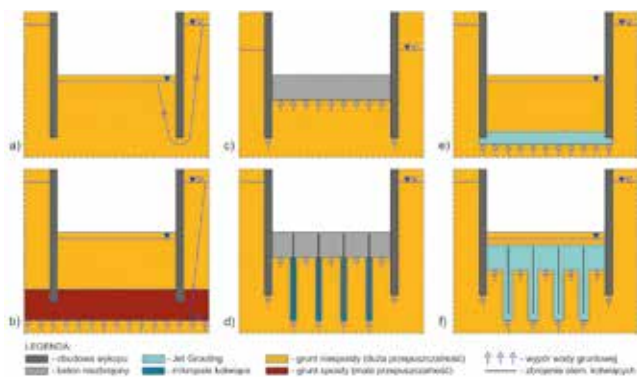 a)
c)
e)
b)
d)
f)
LEGENDA:
- obudowa wykopu
- Jet Grouting
- grunt niespoisty (duża przepuszczalność)
- wypór wody gruntowej
- beton niezbrojony
- mikropale kotwiące
- grunt spoisty (mała przepuszczalność)
- zbrojenie elem. kotwiących